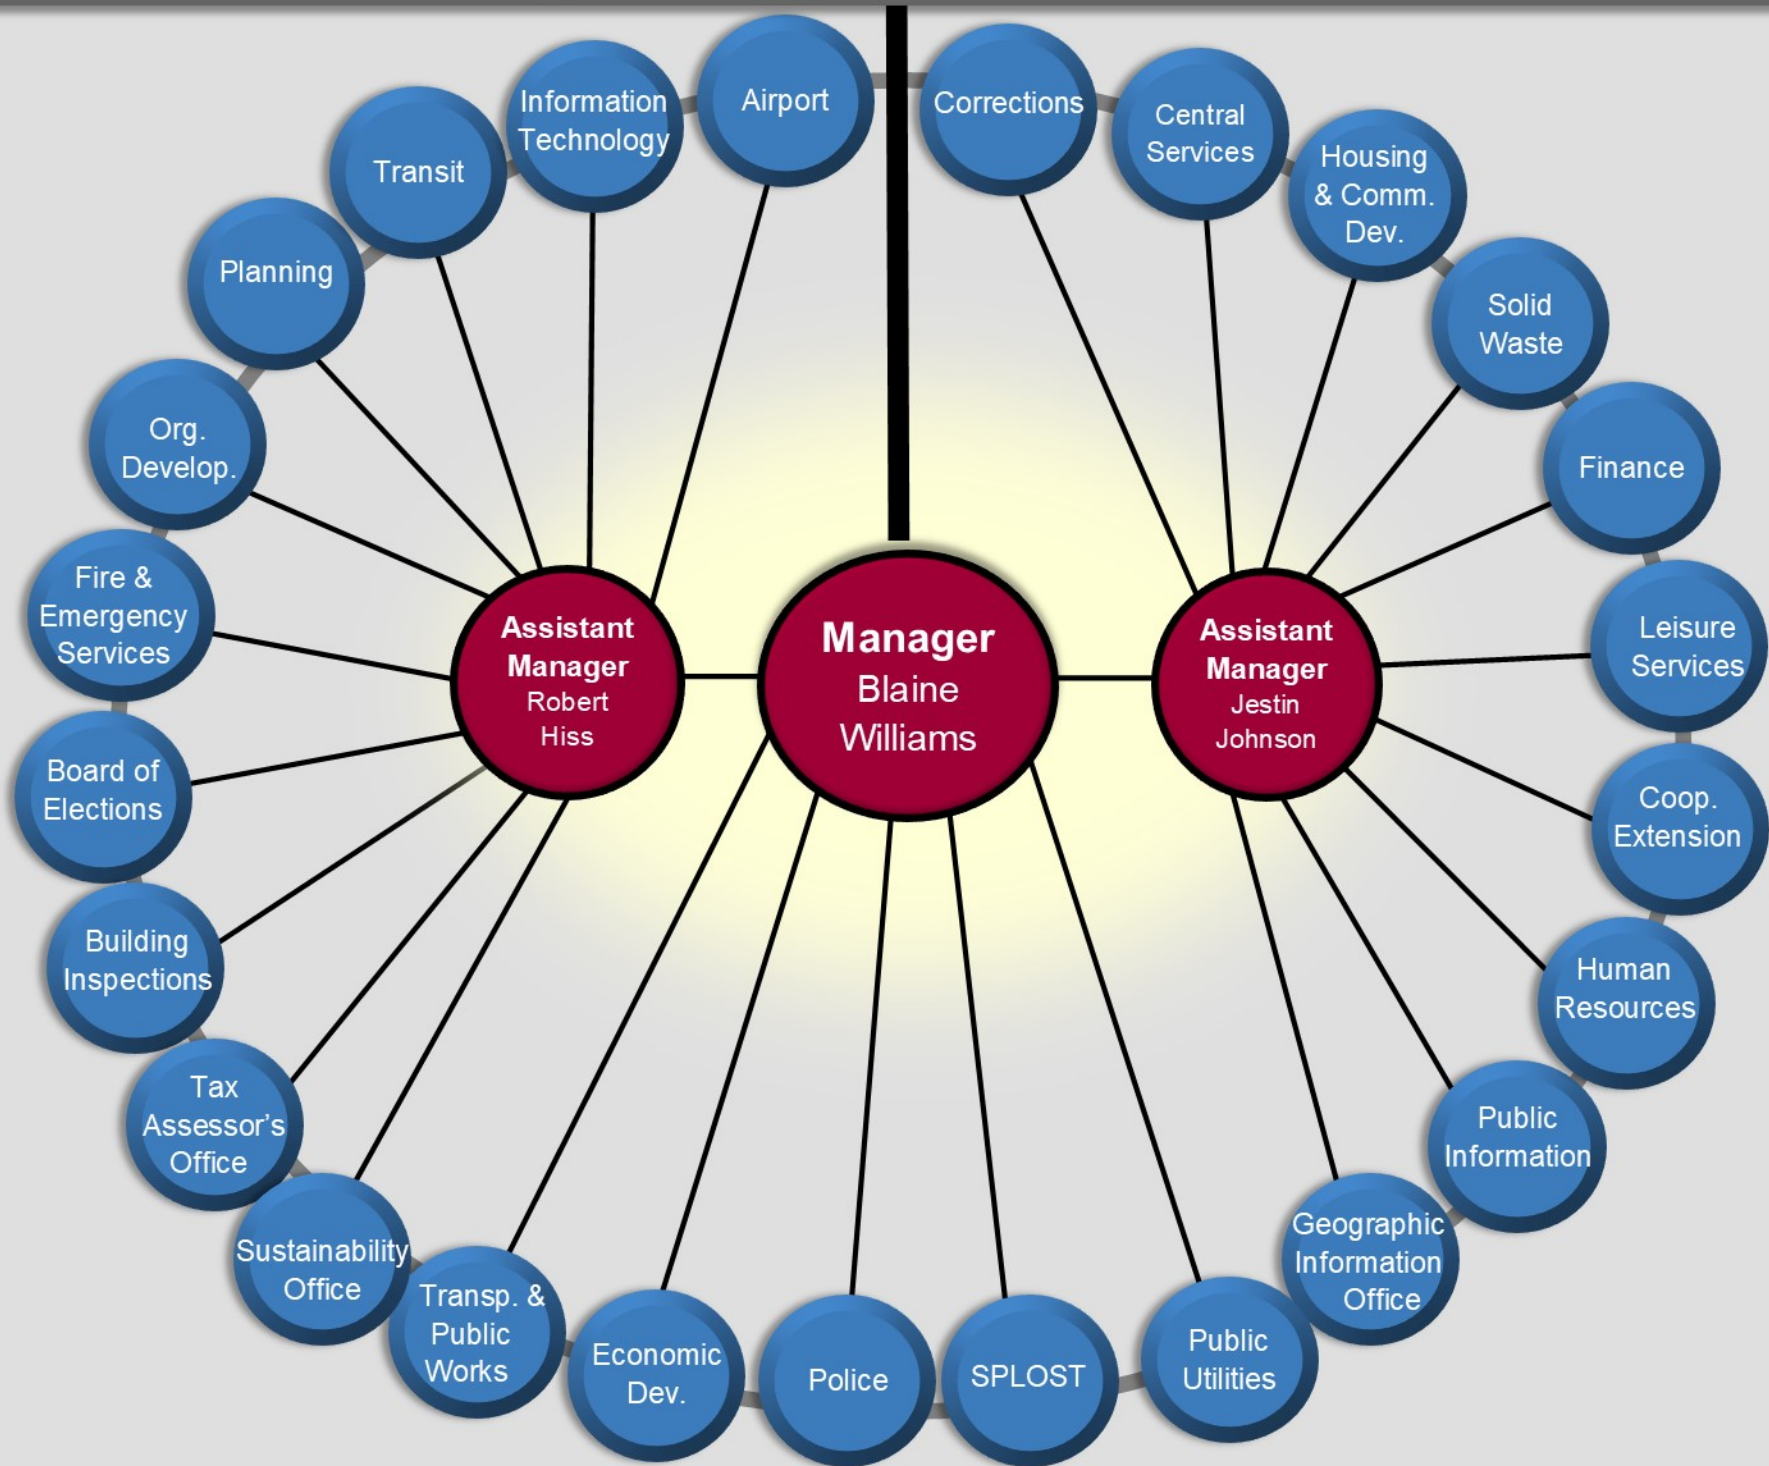 Airport
Information
Technology
Transit
Planning
Org.
Develop.
Fire &
Emergency
Services
Board of
Elections
Building
Inspections
Tax
Assessor’s
Office
Sustainability
Office
Transp. &
Public
Works
Economic
Dev.
Police
SPLOST
Public
Utilities
Geographic
Information
Office
Public
Information
Human
Resources
Coop.
Extension
Leisure
Services
Finance
Solid
Waste
Housing
& Comm.
Dev.
Central
Services
Corrections
Assistant
Manager
Robert
Hiss
Manager
Blaine
Williams
Assistant
Manager
Jestin
Johnson